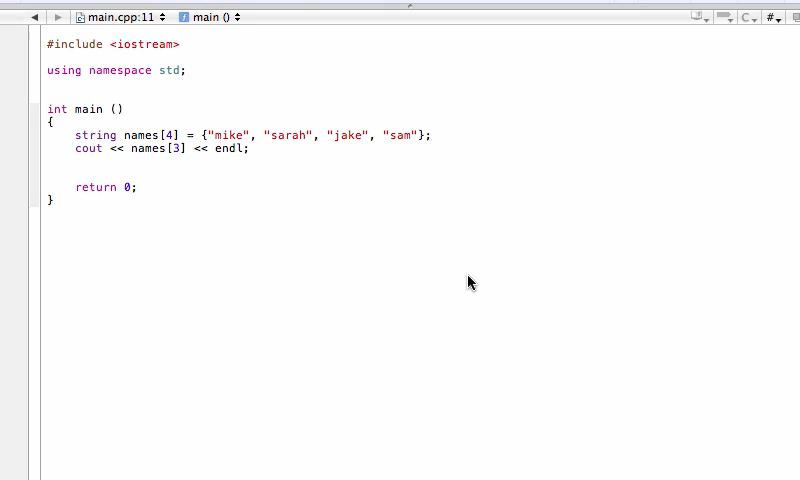 main.cpp:11 main () C #
#include <iostream>
using namespace std;
int main ()
{
string names[4] = {"mike", "sarah", "jake", "sam"};
cout << names[3] << endl;
return 0;
}